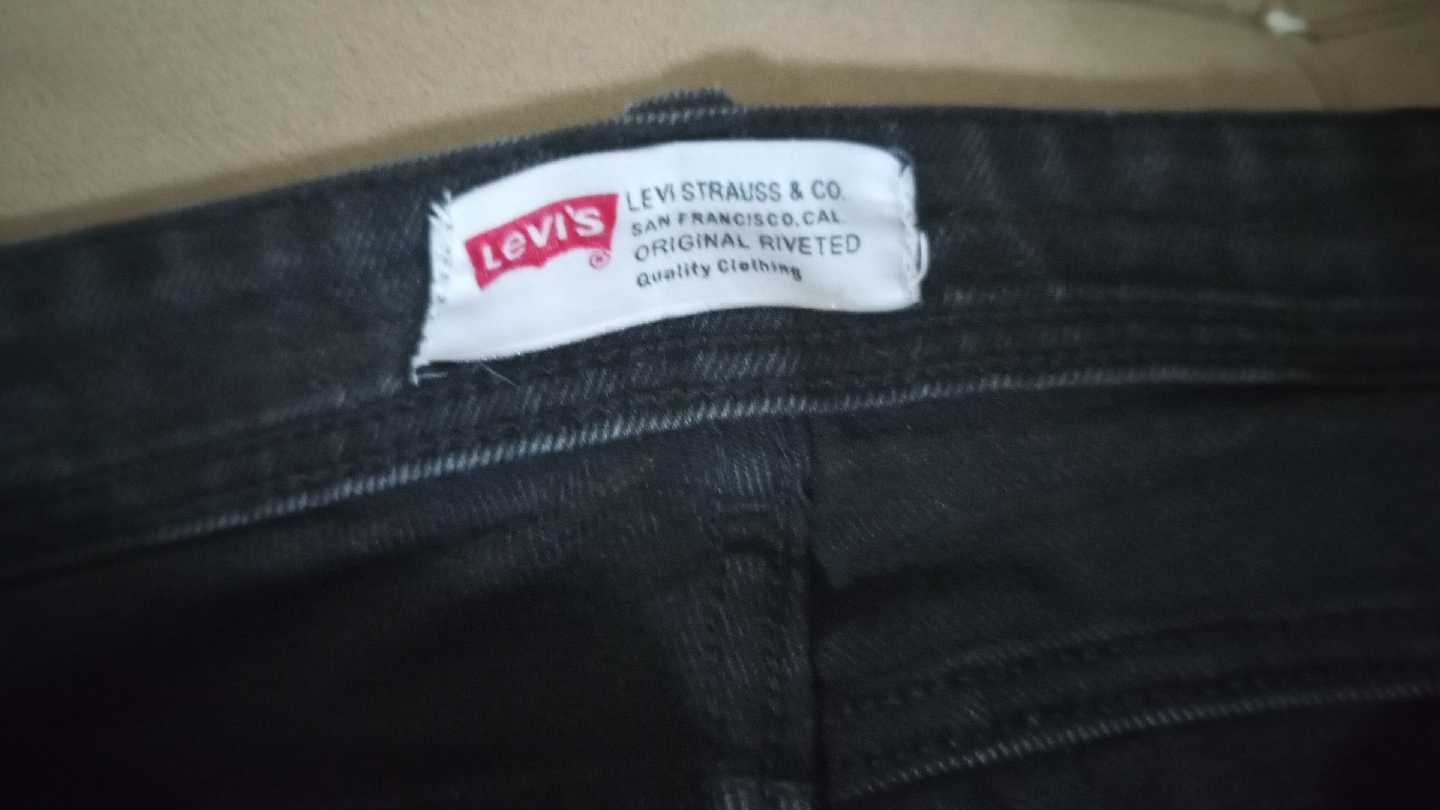 LEVI'S ®
LEVI STRAUSS & CO.
SAN FRANCISCO, CAL.
ORIGINAL RIVETED
Quality Clothing